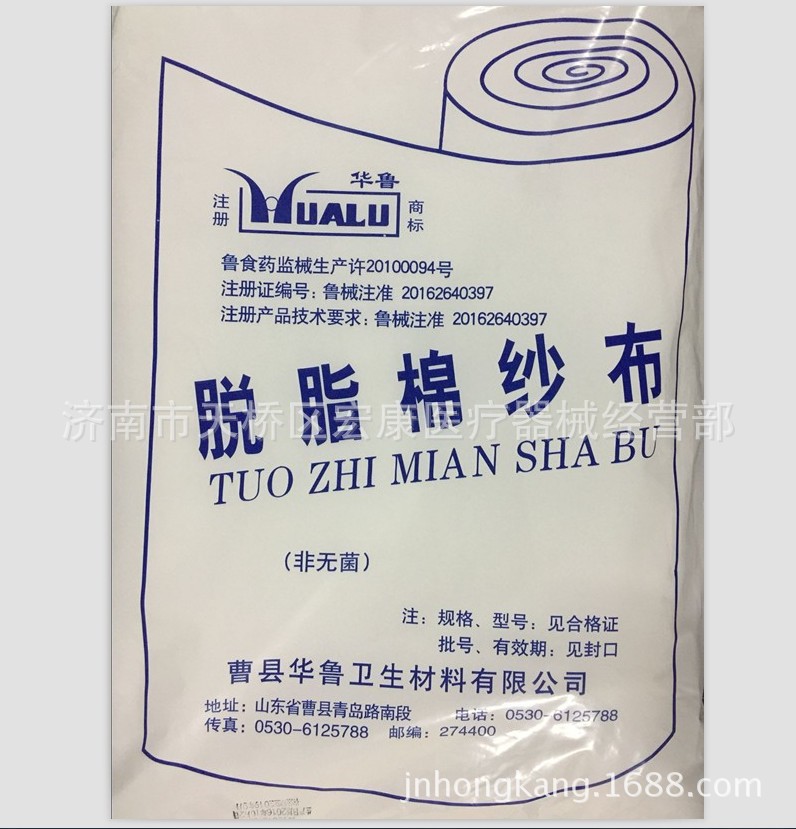 华鲁
注册
HUALU
商标
鲁食药监械生产许20100094号
注册证编号：鲁械注准 20162640397
注册产品技术要求：鲁械注准 20162640397
脱脂棉纱布
济南市天桥区宏康医疗器械经营部
TUO ZHI MIAN SHA BU
（非无菌）
注：规格、型号：见合格证
批号、有效期：见封口
曹县华鲁卫生材料有限公司
地址：山东省曹县青岛路南段 电话：0530-6125788
传真：0530-6125788 邮编：274400
jnhongkang.1688.com